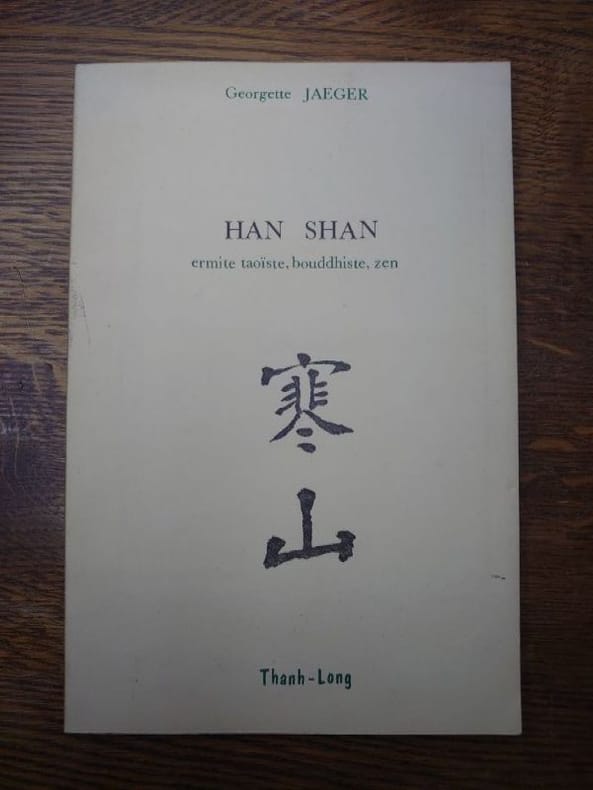 Georgette JAEGER
HAN SHAN
ermite taoïste, bouddhiste, zen
寒
山
Thanh-Long